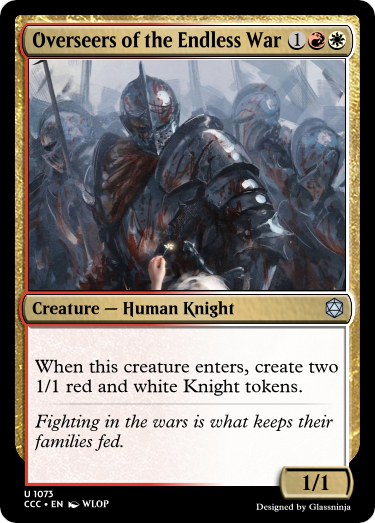 Overseers of the Endless War 1
Creature — Human Knight
When this creature enters, create two
1/1 red and white Knight tokens.
Fighting in the wars is what keeps their
families fed.
1/1
U 1073
CCC • EN WLOP
Designed by Glassninja